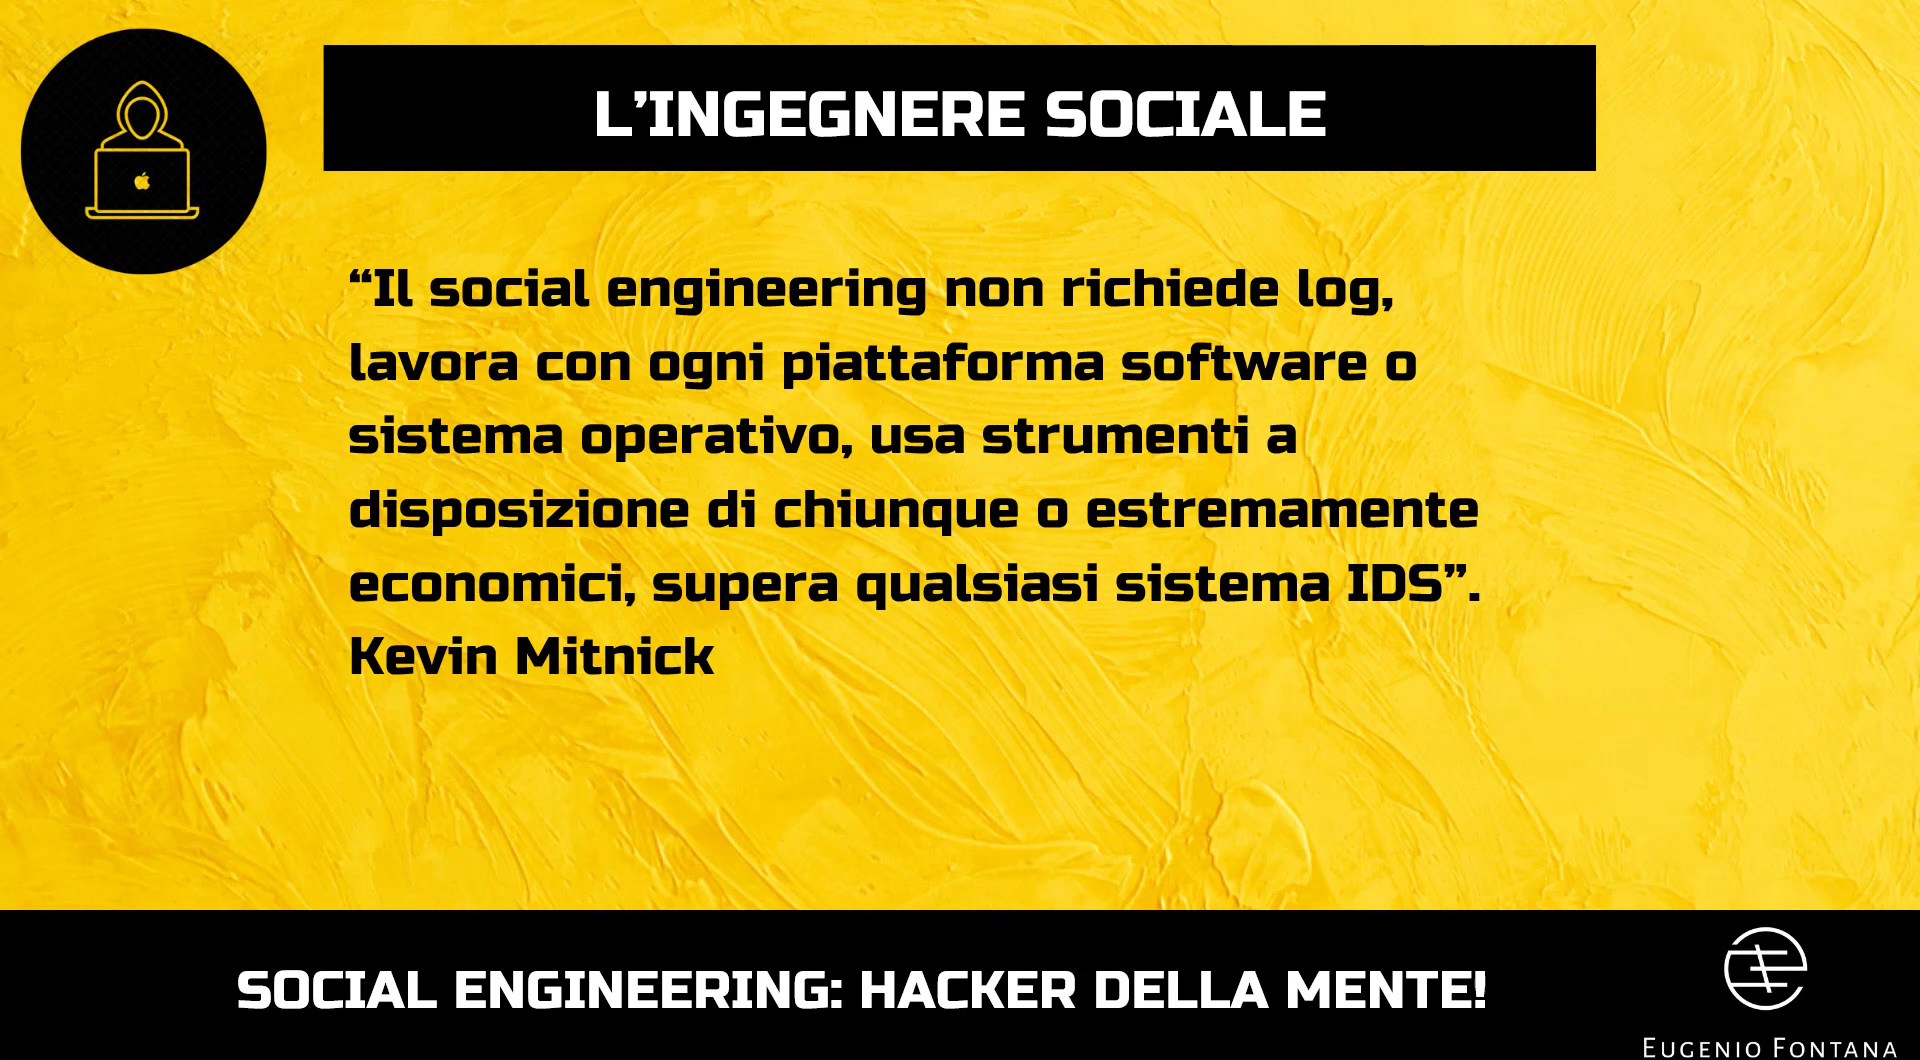 L’INGEGNERE SOCIALE
“Il social engineering non richiede log,
lavora con ogni piattaforma software o
sistema operativo, usa strumenti a
disposizione di chiunque o estremamente
economici, supera qualsiasi sistema IDS”.
Kevin Mitnick
SOCIAL ENGINEERING: HACKER DELLA MENTE!
EUGENIO FONTANA